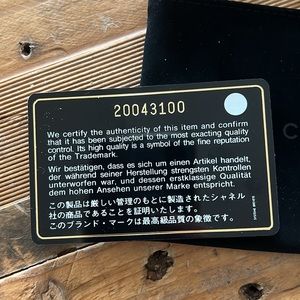 20043100
We certify the authenticity of this item and confirm
that it has been subjected to the most exacting quality
control. Its high quality is a symbol of the fine reputation
of the Trademark.
Wir bestätigen, dass es sich um einen Artikel handelt,
der während seiner Herstellung strengsten Kontrollen
unterworfen war, und dessen erstklassige Qualität
dem hohen Ansehen unserer Marke entspricht.
この製品は厳しい管理のもとに製造されたシャネル
社の商品であることを証明いたします。
このブランド・マークは最高級品質の象徴です。
C